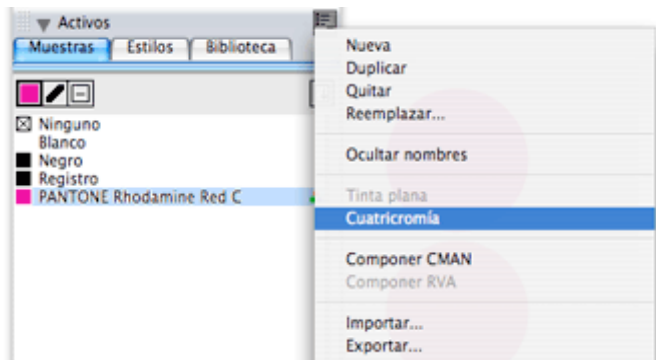 Activos
Muestras Estilos Biblioteca
Ninguno
Blanco
Negro
Registro
PANTONE Rhodamine Red C
Nueva
Duplicar
Quitar
Reemplazar...
Ocultar nombres
Tinta plana
Cuatricromía
Componer CMAN
Componer RVA
Importar...
Exportar...